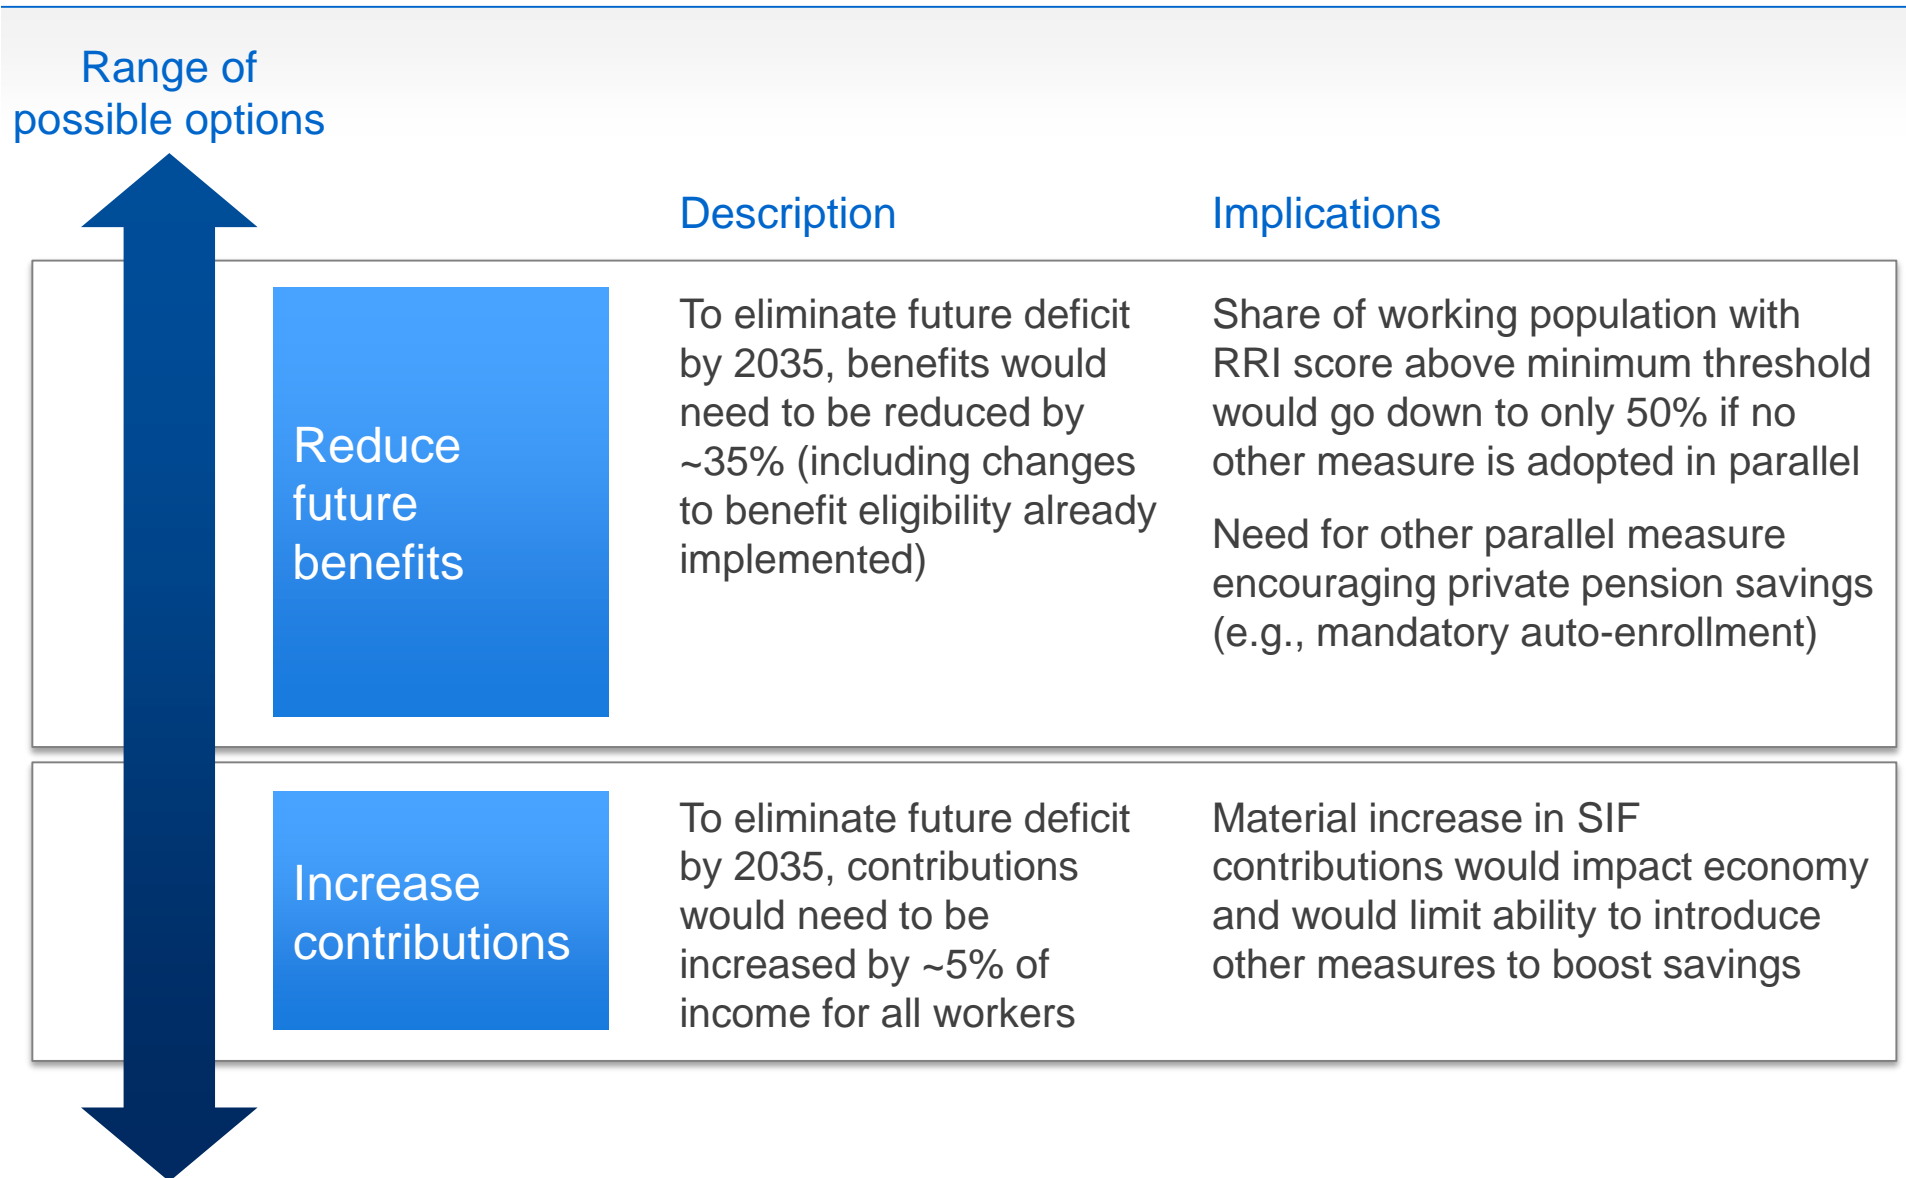 Range of
possible options
Description
Implications
Reduce
future
benefits
To eliminate future deficit
by 2035, benefits would
need to be reduced by
~35% (including changes
to benefit eligibility already
implemented)
Share of working population with
RRI score above minimum threshold
would go down to only 50% if no
other measure is adopted in parallel
Need for other parallel measure
encouraging private pension savings
(e.g., mandatory auto-enrollment)
Increase
contributions
To eliminate future deficit
by 2035, contributions
would need to be
increased by ~5% of
income for all workers
Material increase in SIF
contributions would impact economy
and would limit ability to introduce
other measures to boost savings